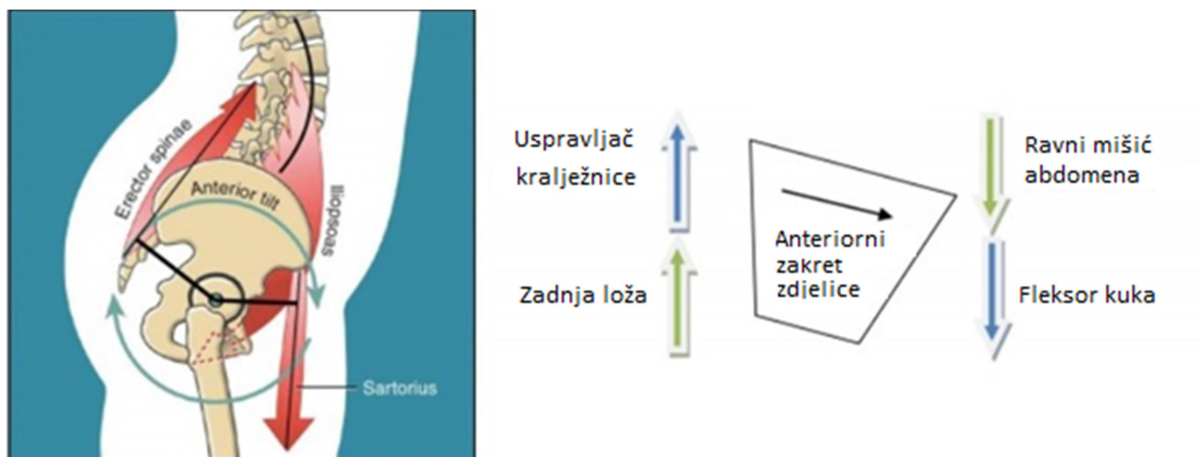 Erector spinae
Anterior tilt
Iliopsoas
Sartorius
Uspravljač
kralježnice
Zadnja loža
Anteriorni
zakret
zdjelice
Ravni mišić
abdomena
Fleksor kuka